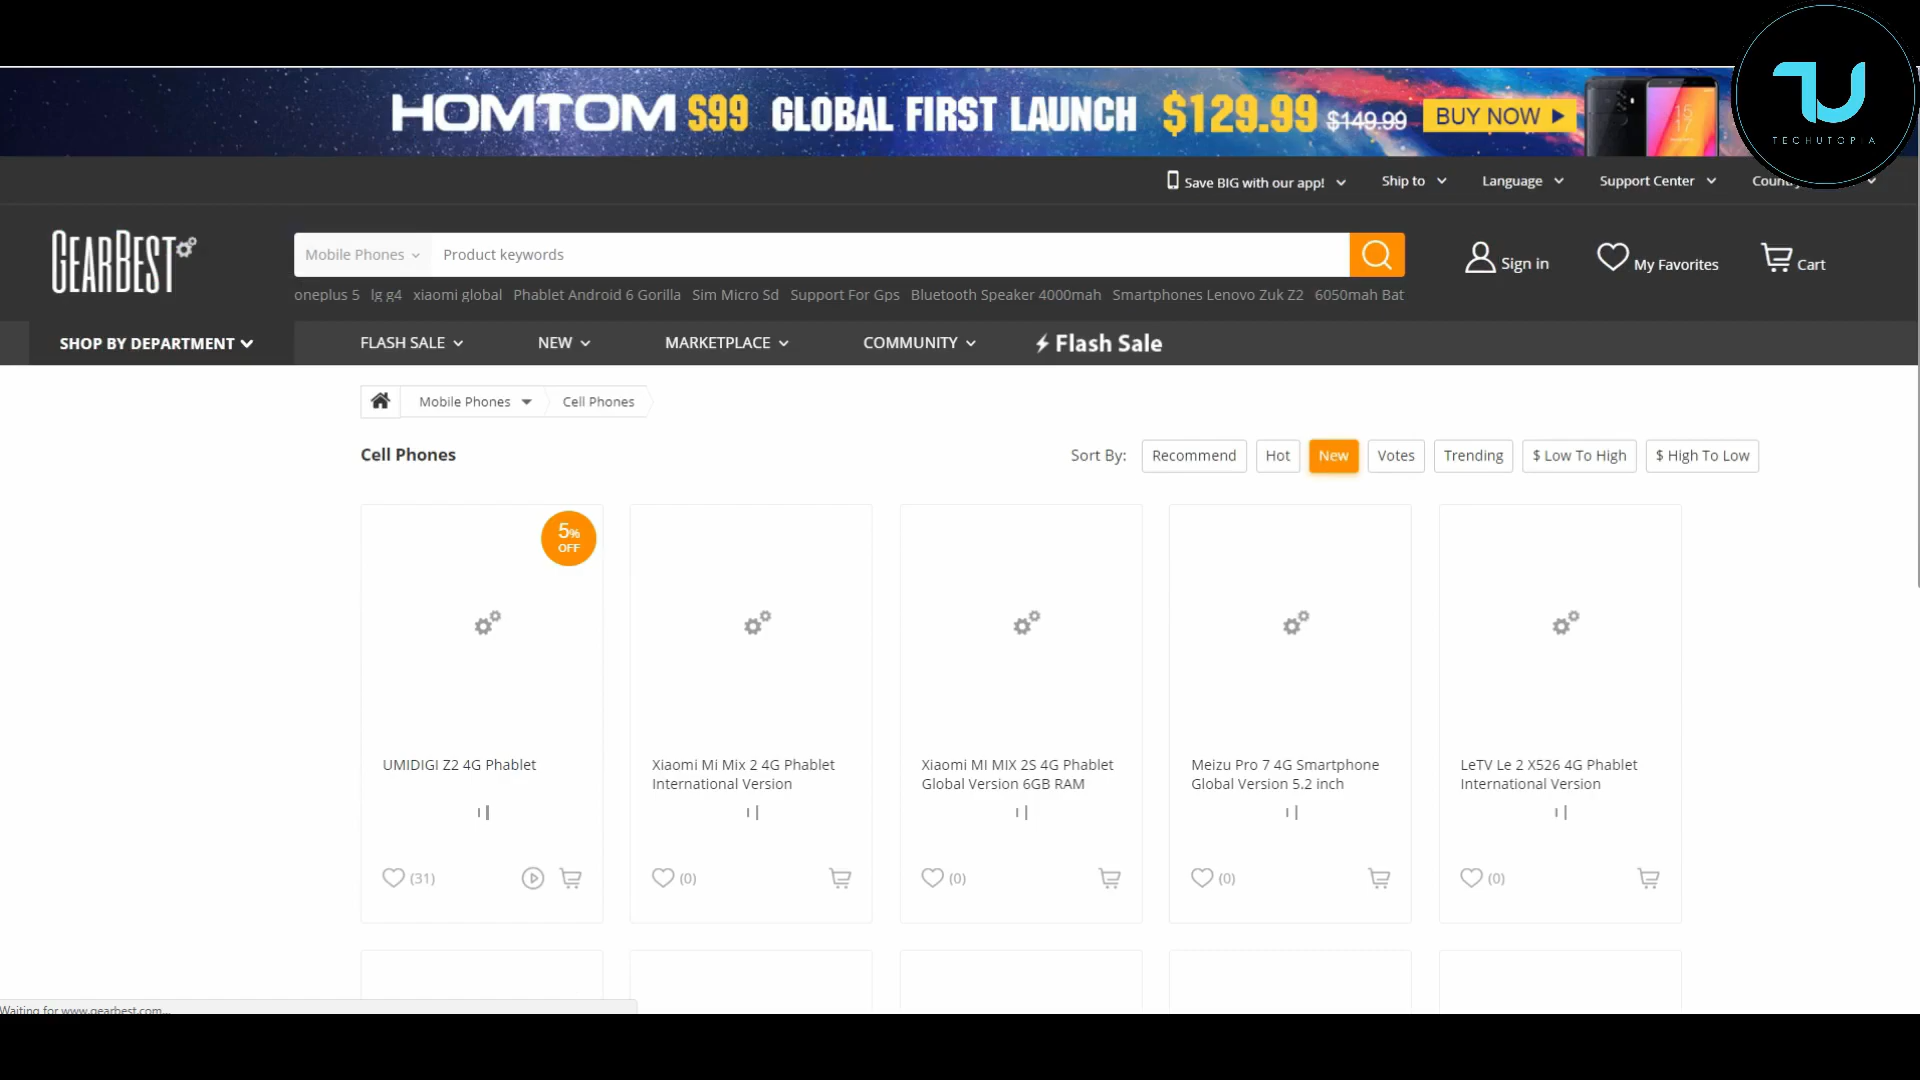 HOMTOM S99 GLOBAL FIRST LAUNCH $129.99 $149.99 BUY NOW
TECHUTOPIA
Save BIG with our app! Ship to Language Support Center
GEARBEST
Mobile Phones Product keywords
Sign in My Favorites Cart
oneplus 5 lg g4 xiaomi global Phablet Android 6 Gorilla Sim Micro Sd Support For Gps Bluetooth Speaker 4000mah Smartphones Lenovo Zuk Z2 6050mah Bat
SHOP BY DEPARTMENT FLASH SALE NEW MARKETPLACE COMMUNITY Flash Sale
Mobile Phones Cell Phones
Cell Phones Sort By: Recommend Hot New Votes Trending $ Low To High $ High To Low
5% OFF
UMIDIGI Z2 4G Phablet
(31)
Xiaomi Mi Mix 2 4G Phablet
International Version
(0)
Xiaomi MI MIX 2S 4G Phablet
Global Version 6GB RAM
(0)
Meizu Pro 7 4G Smartphone
Global Version 5.2 inch
(0)
LeTV Le 2 X526 4G Phablet
International Version
(0)
Waiting for www.gearbest.com...